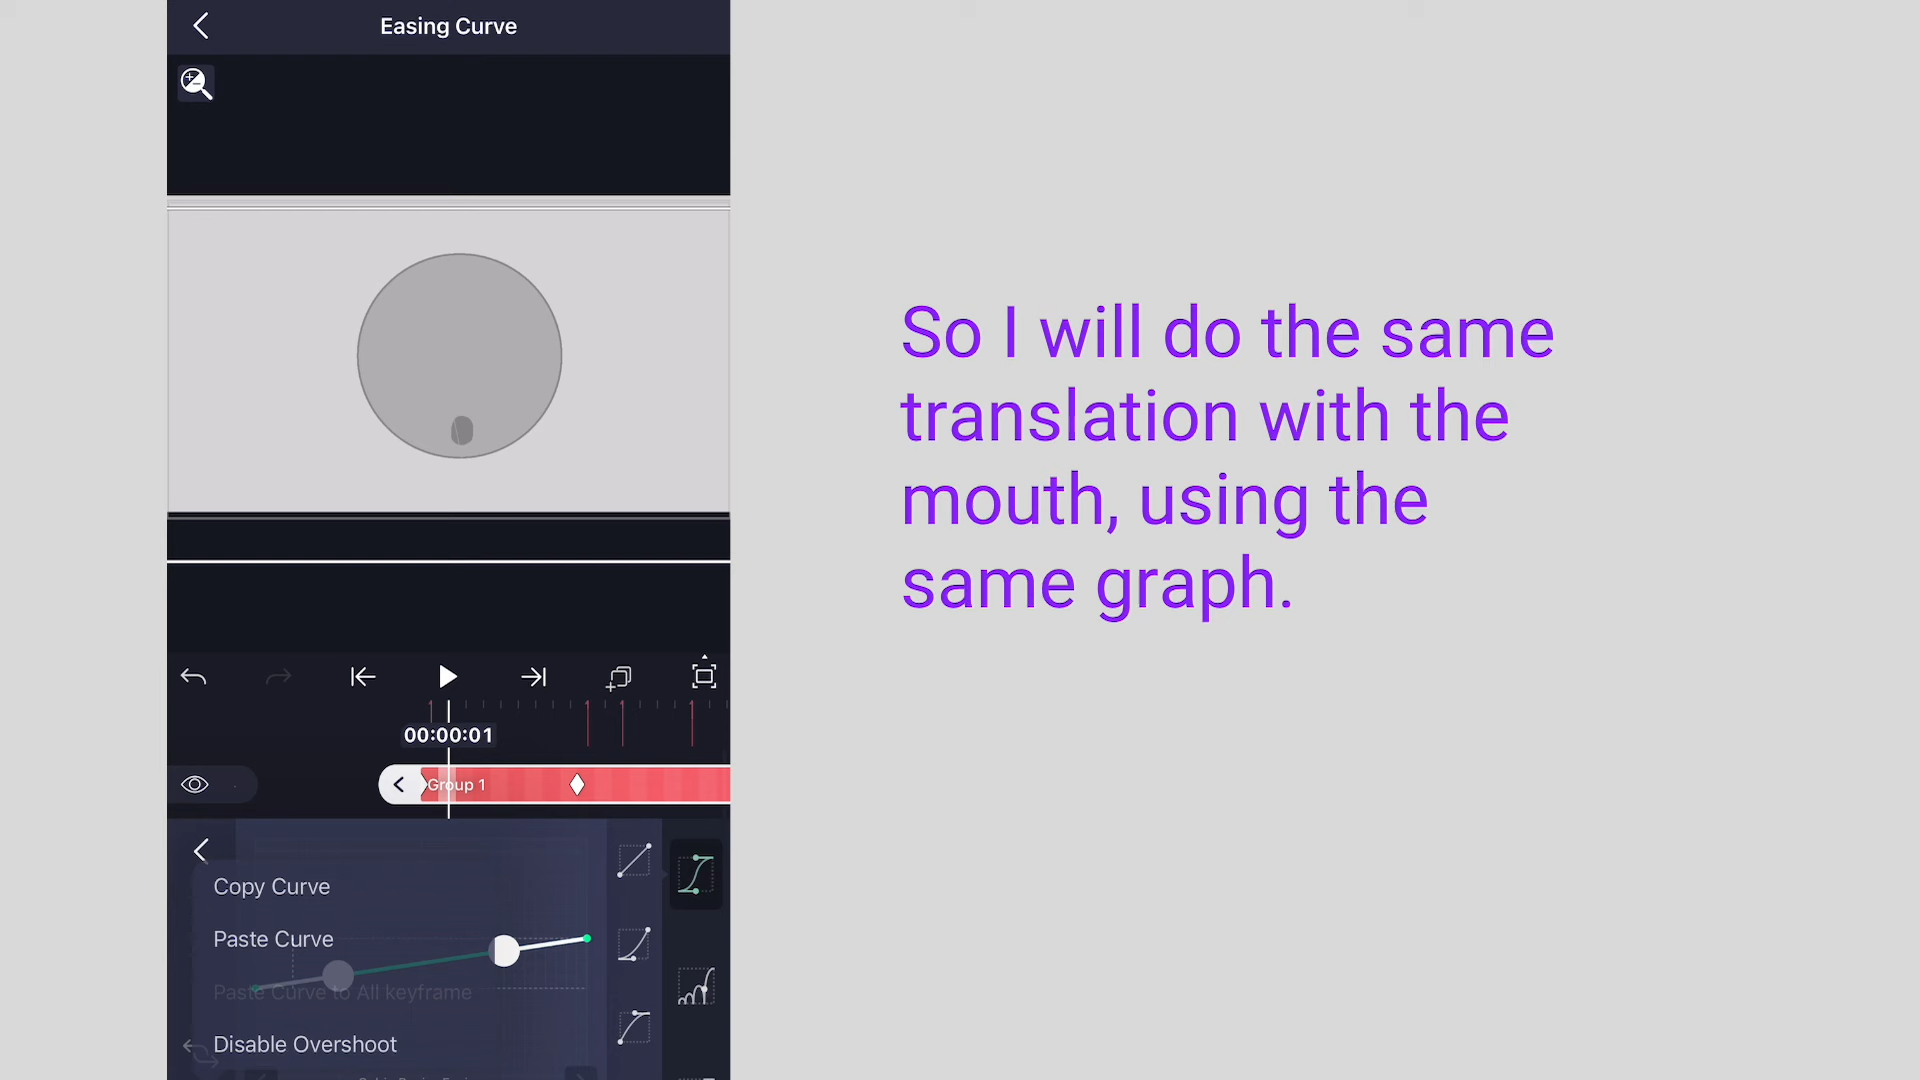 Easing Curve
So I will do the same
translation with the
mouth, using the
same graph.
00:00:01
Group 1
Copy Curve
Paste Curve
Paste Curve to All keyframe
Disable Overshoot